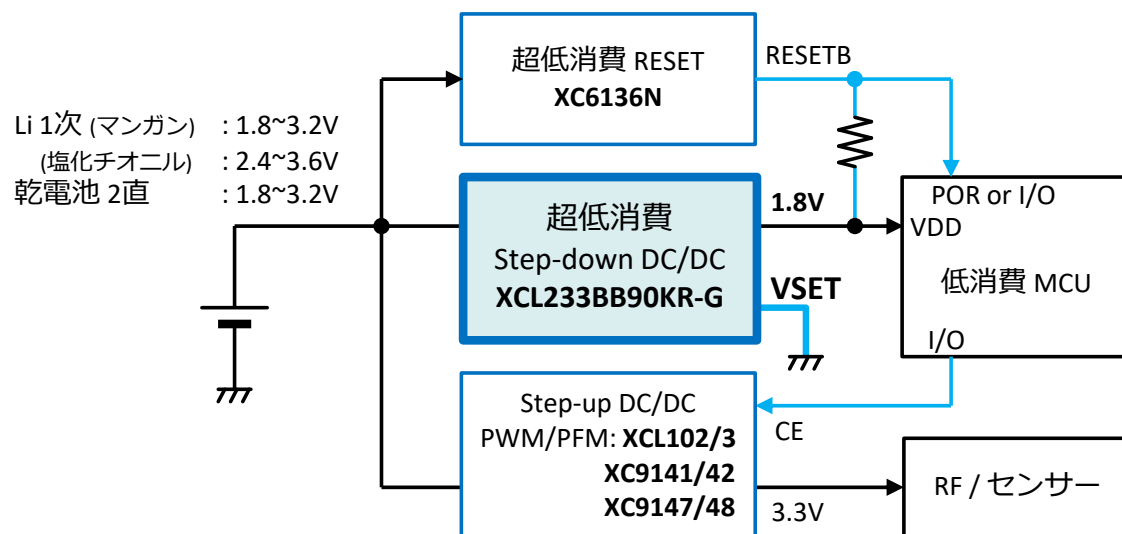 超低消費 RESET
XC6136N
RESETB
Li 1次 (マンガン) : 1.8~3.2V
(塩化チオニル) : 2.4~3.6V
乾電池 2直 : 1.8~3.2V
超低消費
Step-down DC/DC
XCL233BB90KR-G
1.8V
VSET
POR or I/O
VDD
低消費 MCU
I/O
Step-up DC/DC
PWM/PFM: XCL102/3
XC9141/42
XC9147/48
CE
3.3V
RF / センサー